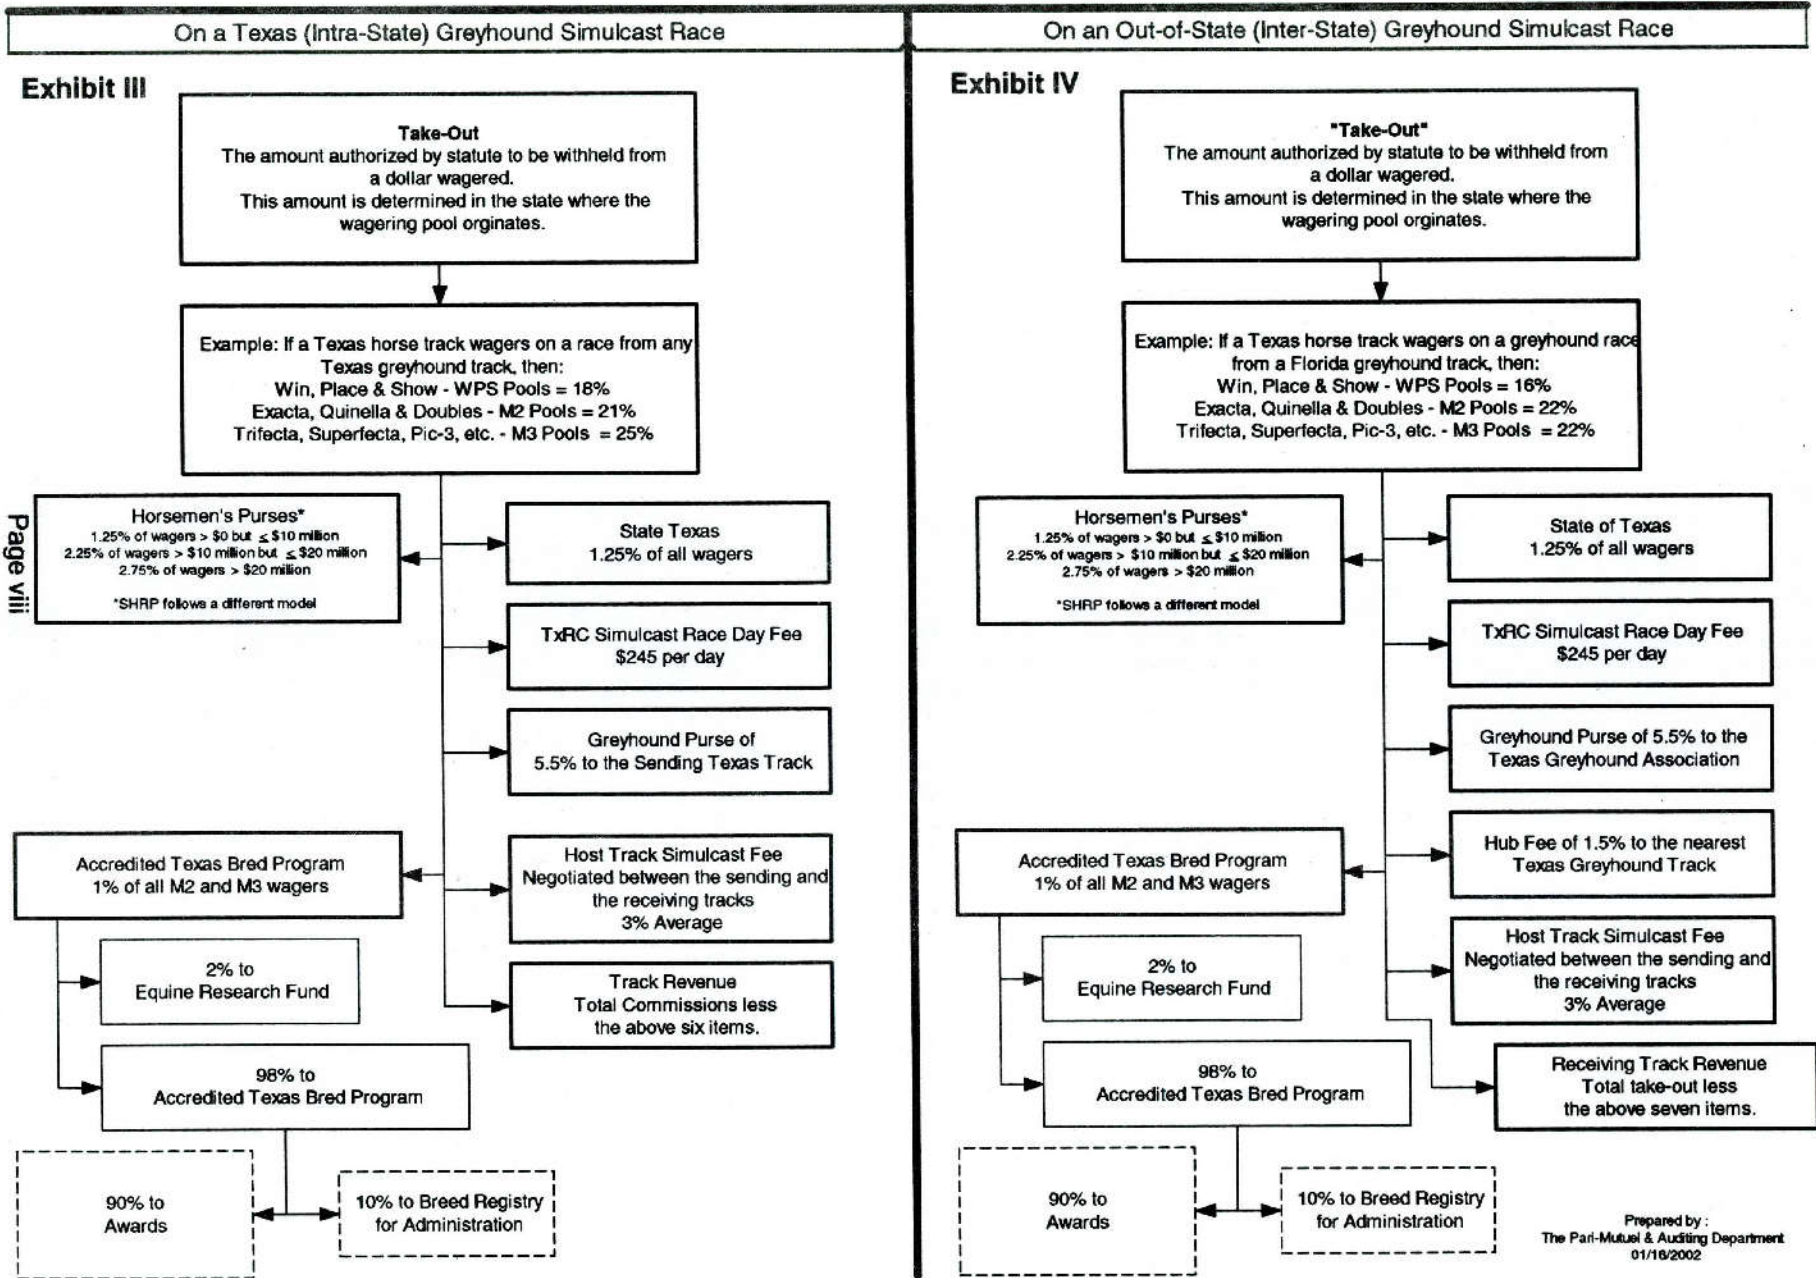 On a Texas (Intra-State) Greyhound Simulcast Race
Exhibit III
Take-Out
The amount authorized by statute to be withheld from
a dollar wagered.
This amount is determined in the state where the
wagering pool orginates.
Example: If a Texas horse track wagers on a race from any
Texas greyhound track, then:
Win, Place & Show - WPS Pools = 18%
Exacta, Quinella & Doubles - M2 Pools = 21%
Trifecta, Superfecta, Pic-3, etc. - M3 Pools = 25%
Horsemen's Purses*
1.25% of wagers > $0 but ≤ $10 million
2.25% of wagers > $10 million but ≤ $20 million
2.75% of wagers > $20 million
*SHRP follows a different model
State Texas
1.25% of all wagers
TxRC Simulcast Race Day Fee
$245 per day
Greyhound Purse of
5.5% to the Sending Texas Track
Accredited Texas Bred Program
1% of all M2 and M3 wagers
Host Track Simulcast Fee
Negotiated between the sending and
the receiving tracks
3% Average
2% to
Equine Research Fund
Track Revenue
Total Commissions less
the above six items.
98% to
Accredited Texas Bred Program
90% to
Awards
10% to Breed Registry
for Administration
Page viii
On an Out-of-State (Inter-State) Greyhound Simulcast Race
Exhibit IV
"Take-Out"
The amount authorized by statute to be withheld from
a dollar wagered.
This amount is determined in the state where the
wagering pool orginates.
Example: If a Texas horse track wagers on a greyhound race
from a Florida greyhound track, then:
Win, Place & Show - WPS Pools = 16%
Exacta, Quinella & Doubles - M2 Pools = 22%
Trifecta, Superfecta, Pic-3, etc. - M3 Pools = 22%
Horsemen's Purses*
1.25% of wagers > $0 but ≤ $10 million
2.25% of wagers > $10 million but ≤ $20 million
2.75% of wagers > $20 million
*SHRP follows a different model
State of Texas
1.25% of all wagers
TxRC Simulcast Race Day Fee
$245 per day
Greyhound Purse of 5.5% to the
Texas Greyhound Association
Hub Fee of 1.5% to the nearest
Texas Greyhound Track
Accredited Texas Bred Program
1% of all M2 and M3 wagers
Host Track Simulcast Fee
Negotiated between the sending and
the receiving tracks
3% Average
2% to
Equine Research Fund
Receiving Track Revenue
Total take-out less
the above seven items.
98% to
Accredited Texas Bred Program
90% to
Awards
10% to Breed Registry
for Administration
Prepared by :
The Pari-Mutuel & Auditing Department
01/16/2002